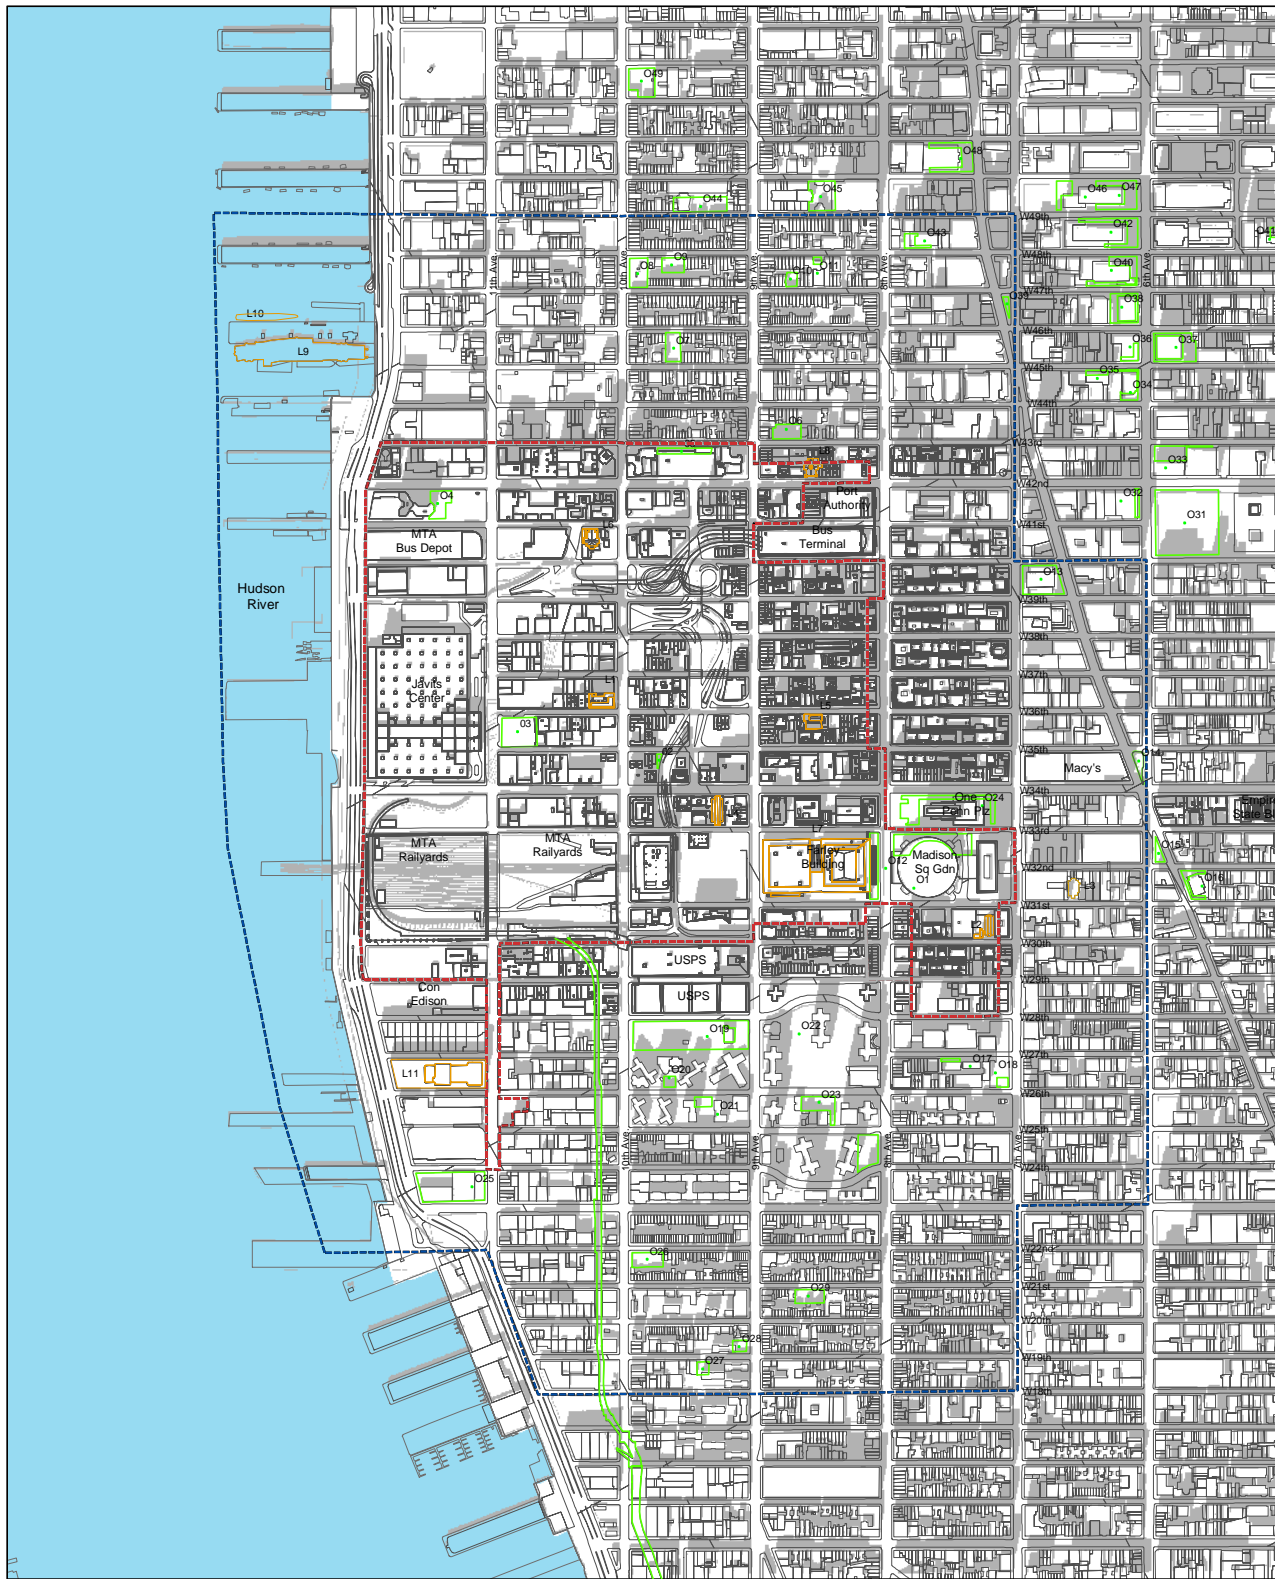 O49
O48
O45
O46
O47
O44
W49th
O43
O42
O41
11th Ave.
10th Ave.
9th Ave.
8th Ave.
6th Ave.
W48th
O8
O9
O10
O11
O40
W47th
L10
O39
O38
W46th
L9
O7
O36
O37
W45th
O35
O34
W44th
O6
W43rd
L8
O33
W42nd
O4
Port
Authority
O32
L6
W41st
O31
MTA
Bus Depot
Bus
Terminal
Hudson
River
O13
W39th
W38th
W37th
Javits
Center
L1
W36th
03
L5
W35th
O14
Macy's
W34th
One
Penn Plz
O24
Empire
State Bl
W33rd
MTA
Railyards
MTA
Railyards
L7
Farley
Building
Madison
Sq Gdn
O12
O1
O15
W32nd
O16
L3
W31st
L2
W30th
USPS
W29th
Con
Edison
USPS
W28th
O19
O22
W27th
L11
O20
O17
O18
W26th
O21
O23
W25th
10th Ave.
9th Ave.
8th Ave.
7th Ave.
W24th
O25
W22nd
O26
W21st
O29
W20th
O28
W19th
O27
W18th